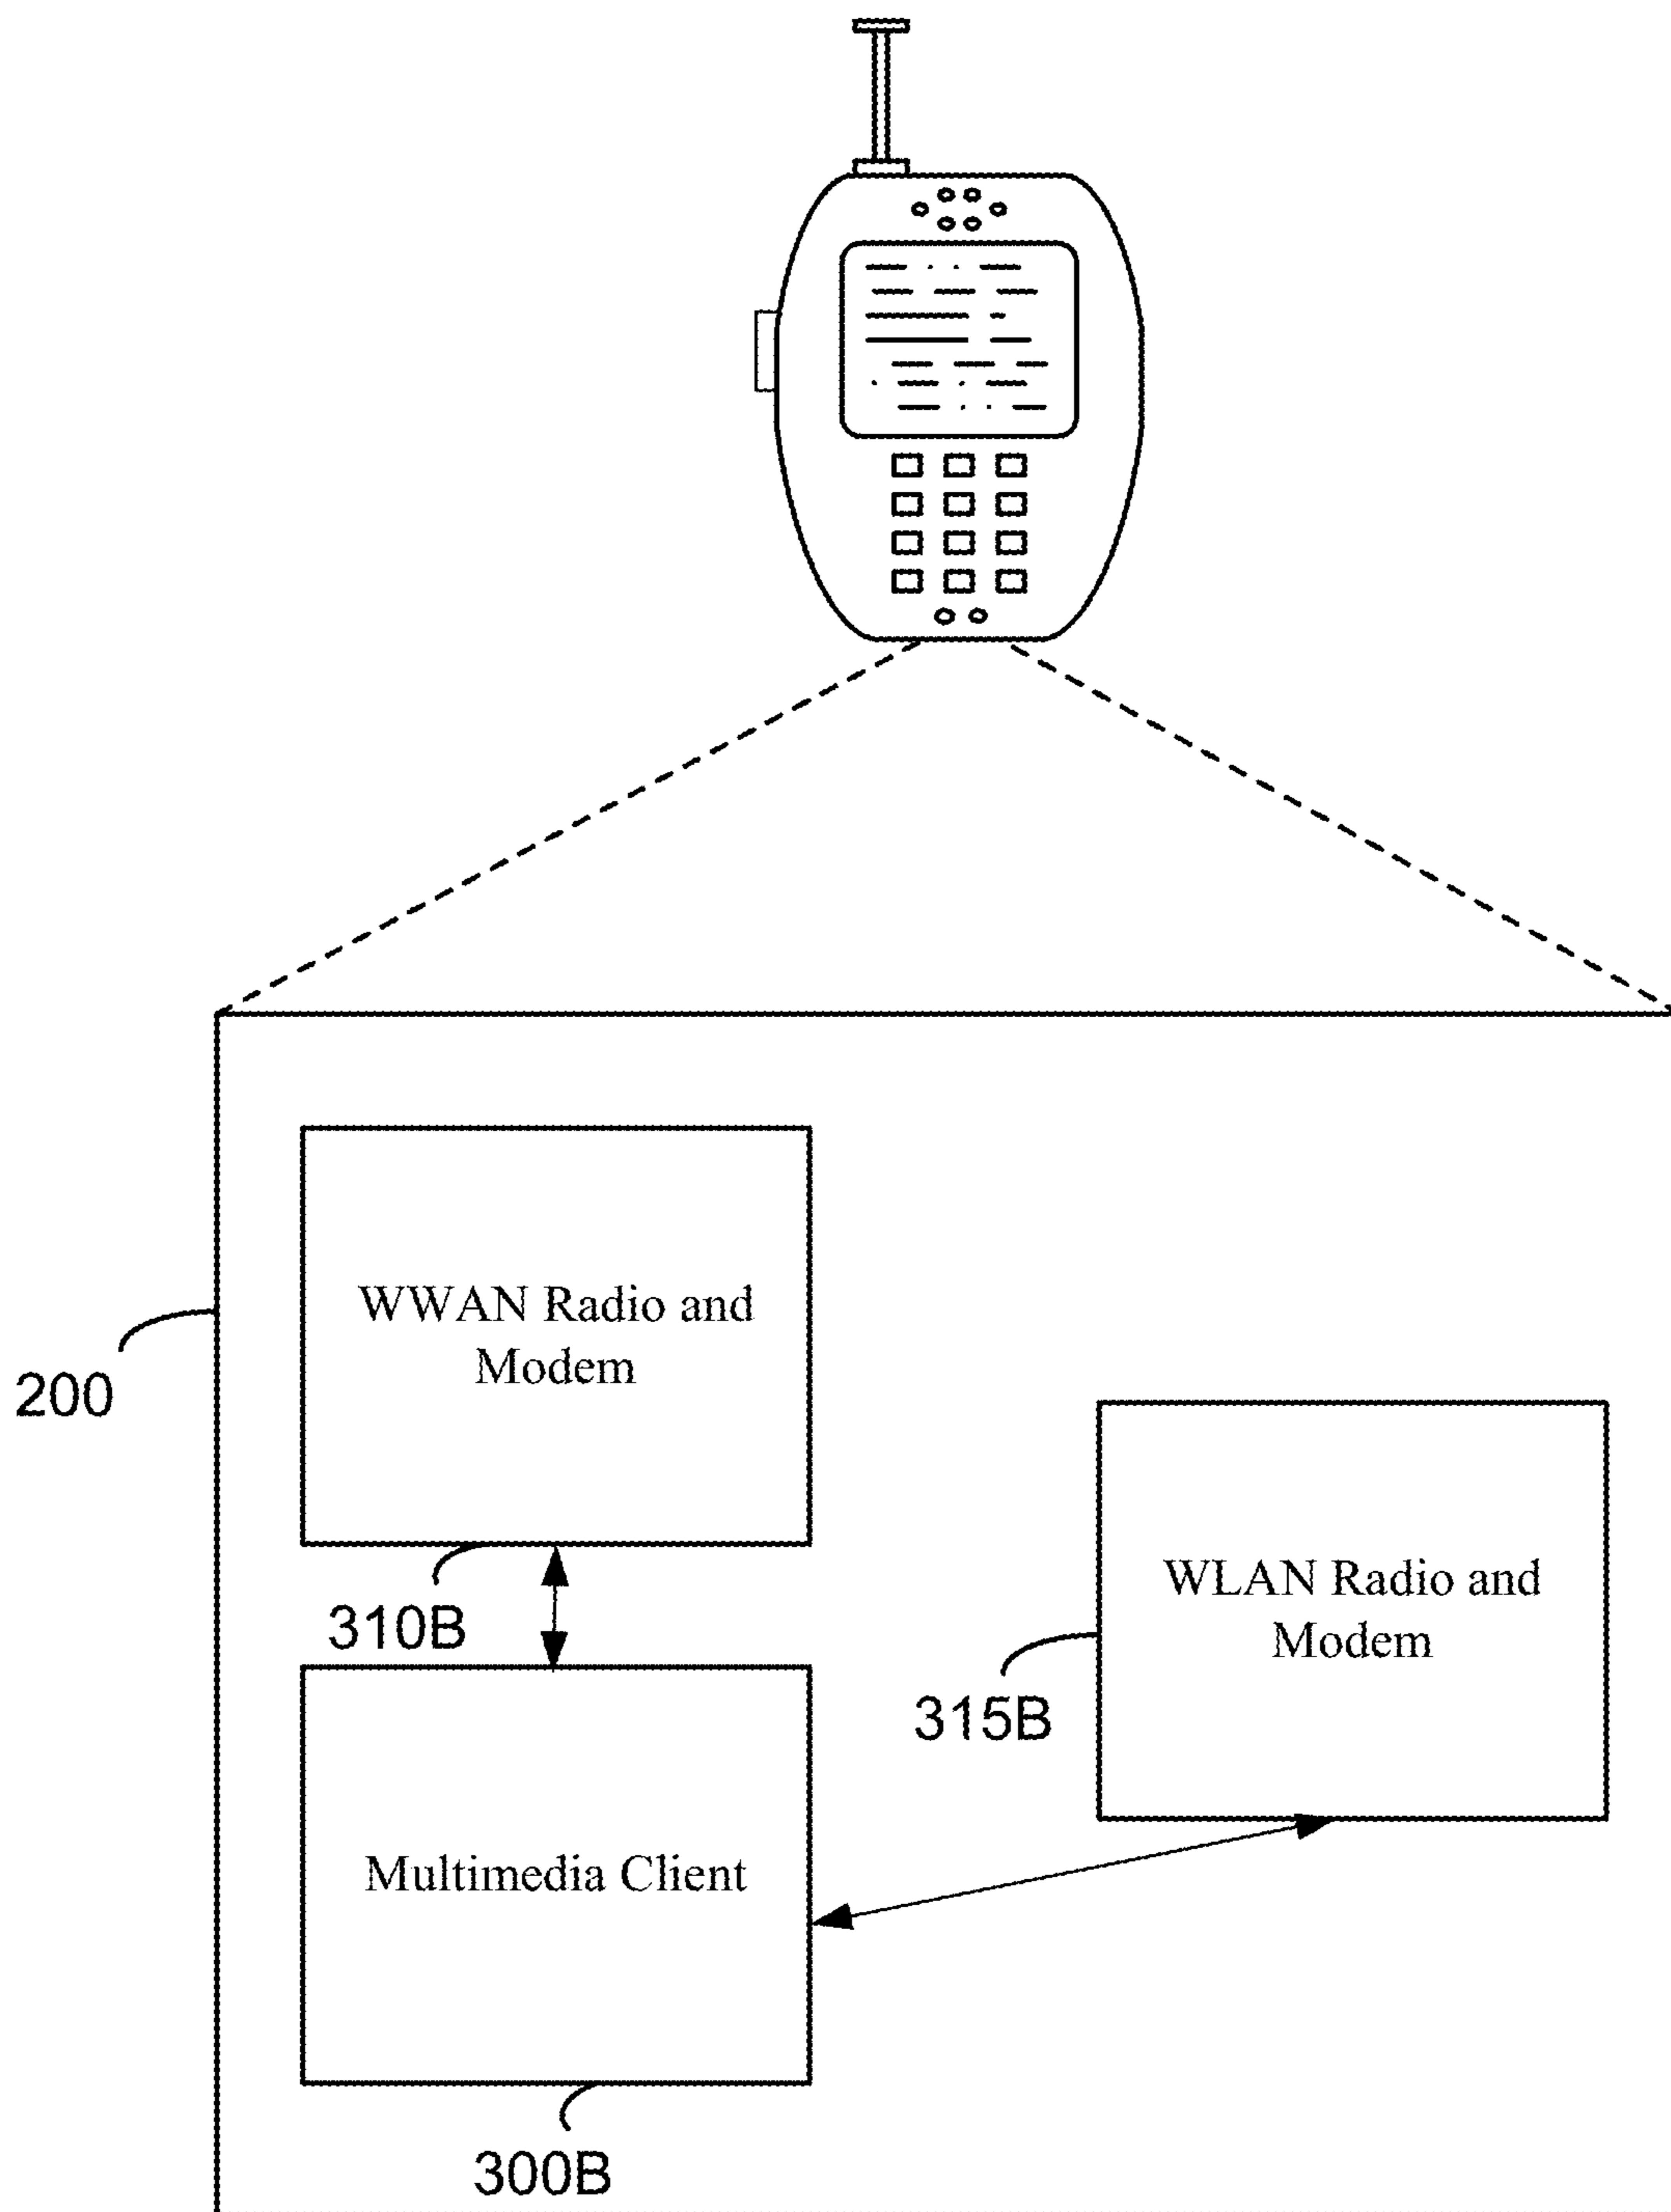 WWAN Radio and
Modem
200
310B
WLAN Radio and
Modem
315B
Multimedia Client
300B